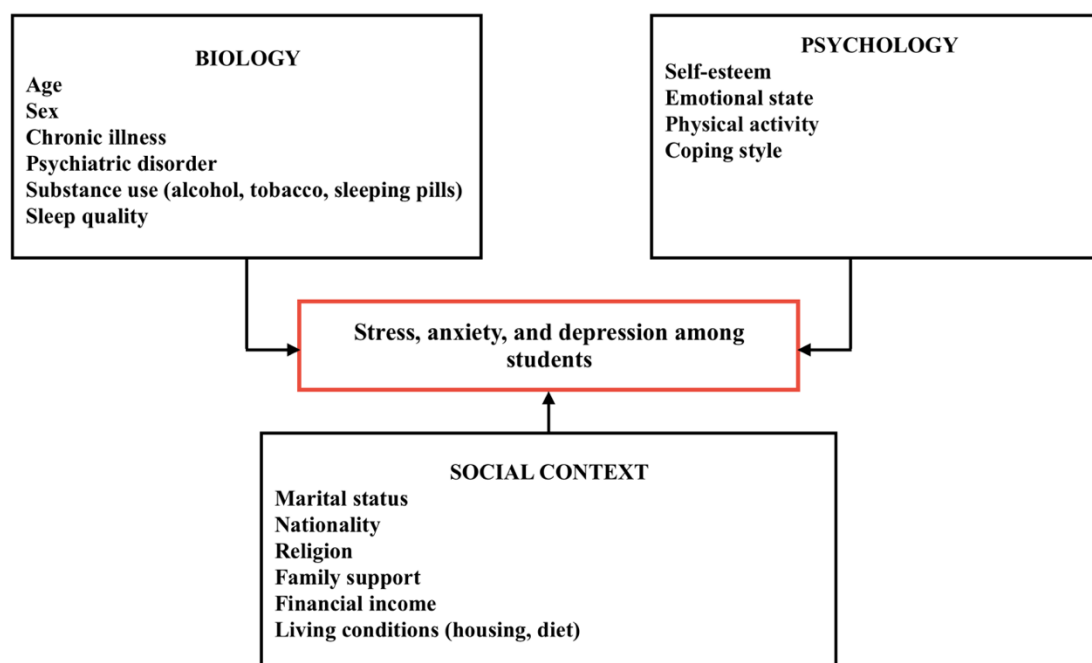 BIOLOGY
Age
Sex
Chronic illness
Psychiatric disorder
Substance use (alcohol, tobacco, sleeping pills)
Sleep quality
PSYCHOLOGY
Self-esteem
Emotional state
Physical activity
Coping style
Stress, anxiety, and depression among
students
SOCIAL CONTEXT
Marital status
Nationality
Religion
Family support
Financial income
Living conditions (housing, diet)